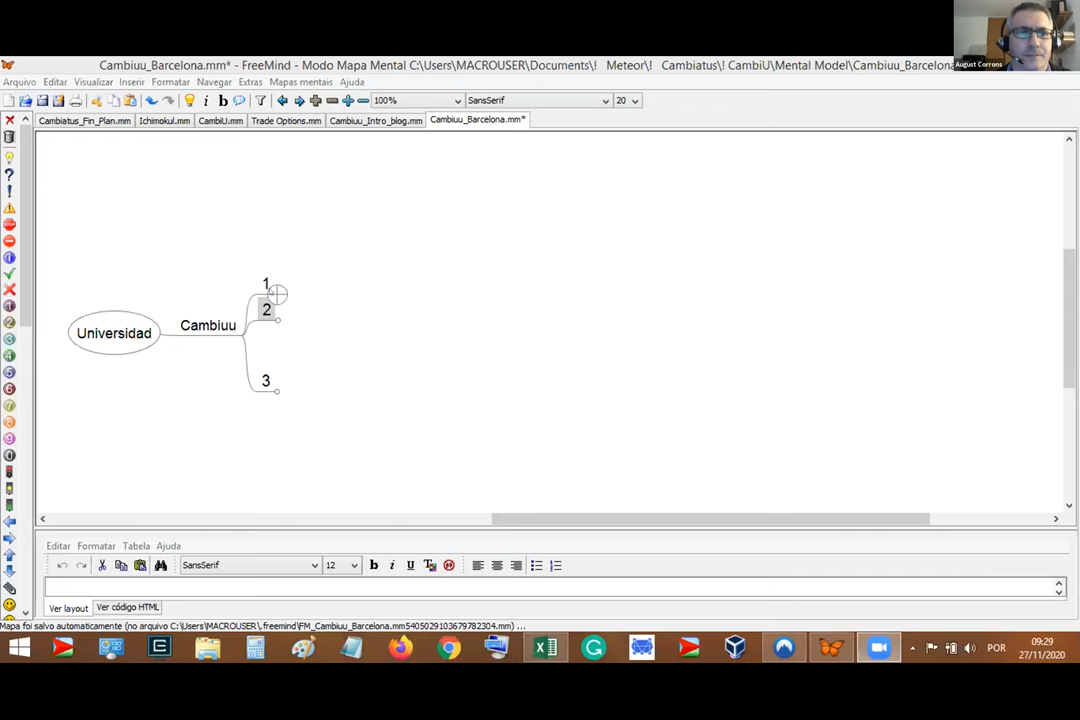 August Corrons
Cambiuu_Barcelona.mm* - FreeMind - Modo Mapa Mental C:\Users\MACROUSER\Documents\! Meteor\! Cambiatus\! CambiU\Mental Model\Cambiuu_Barcelona
Arquivo Editar Visualizar Inserir Formatar Navegar Extras Mapas mentais Ajuda
100% SansSerif 20
Cambiatus_Fin_Plan.mm Ichimokul.mm CambiU.mm Trade Options.mm Cambiuu_Intro_blog.mm Cambiuu_Barcelona.mm*
1
2
Universidad Cambiuu
3
Editar Formatar Tabela Ajuda
SansSerif 12
Ver layout Ver código HTML
Mapa foi salvo automaticamente (no arquivo C:\Users\MACROUSER\.freemind\FM_Cambiuu_Barcelona.mm5405029103679782304.mm) ...
POR
09:29
27/11/2020